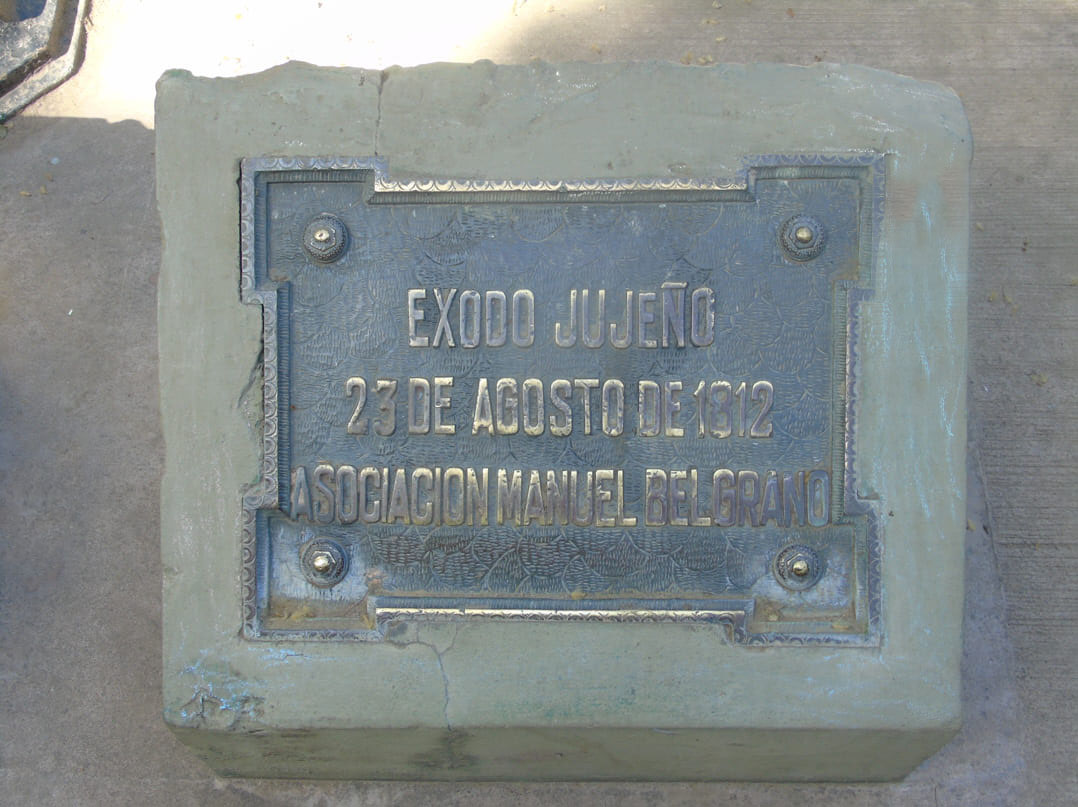 EXODO JUJEÑO
23 DE AGOSTO DE 1812
ASOCIACION MANUEL BELGRANO